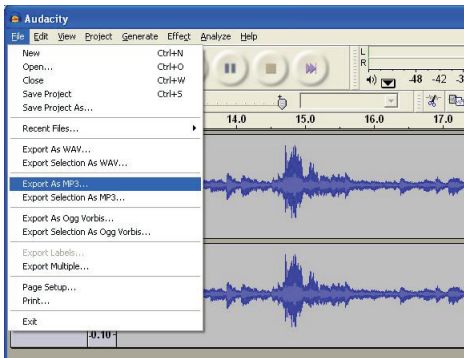 Audacity
File Edit View Project Generate Effect Analyze Help
New Ctrl+N
Open... Ctrl+O
Close Ctrl+W
Save Project Ctrl+S
Save Project As...
Recent Files...
Export As WAV...
Export Selection As WAV...
Export As MP3...
Export Selection As MP3...
Export As Ogg Vorbis...
Export Selection As Ogg Vorbis...
Export Labels...
Export Multiple...
Page Setup...
Print...
Exit
L
R
-48 -42 -3
14.0 15.0 16.0 17.0
-0.10